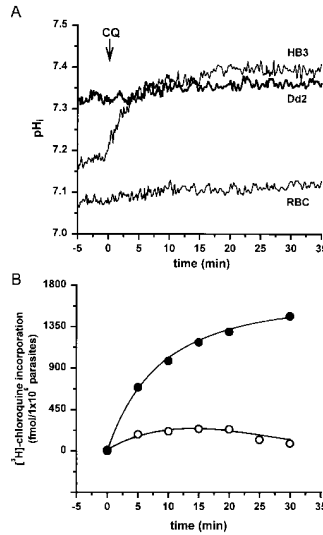 A
CQ
7.4
7.3
7.2
7.1
7.0
pHi
HB3
Dd2
RBC
-5 0 5 10 15 20 25 30 35
time (min)
B
1800
1350
900
450
0
[³H]-chloroquine incorporation
(fmol/1x10⁶ parasites)
-5 0 5 10 15 20 25 30 35
time (min)